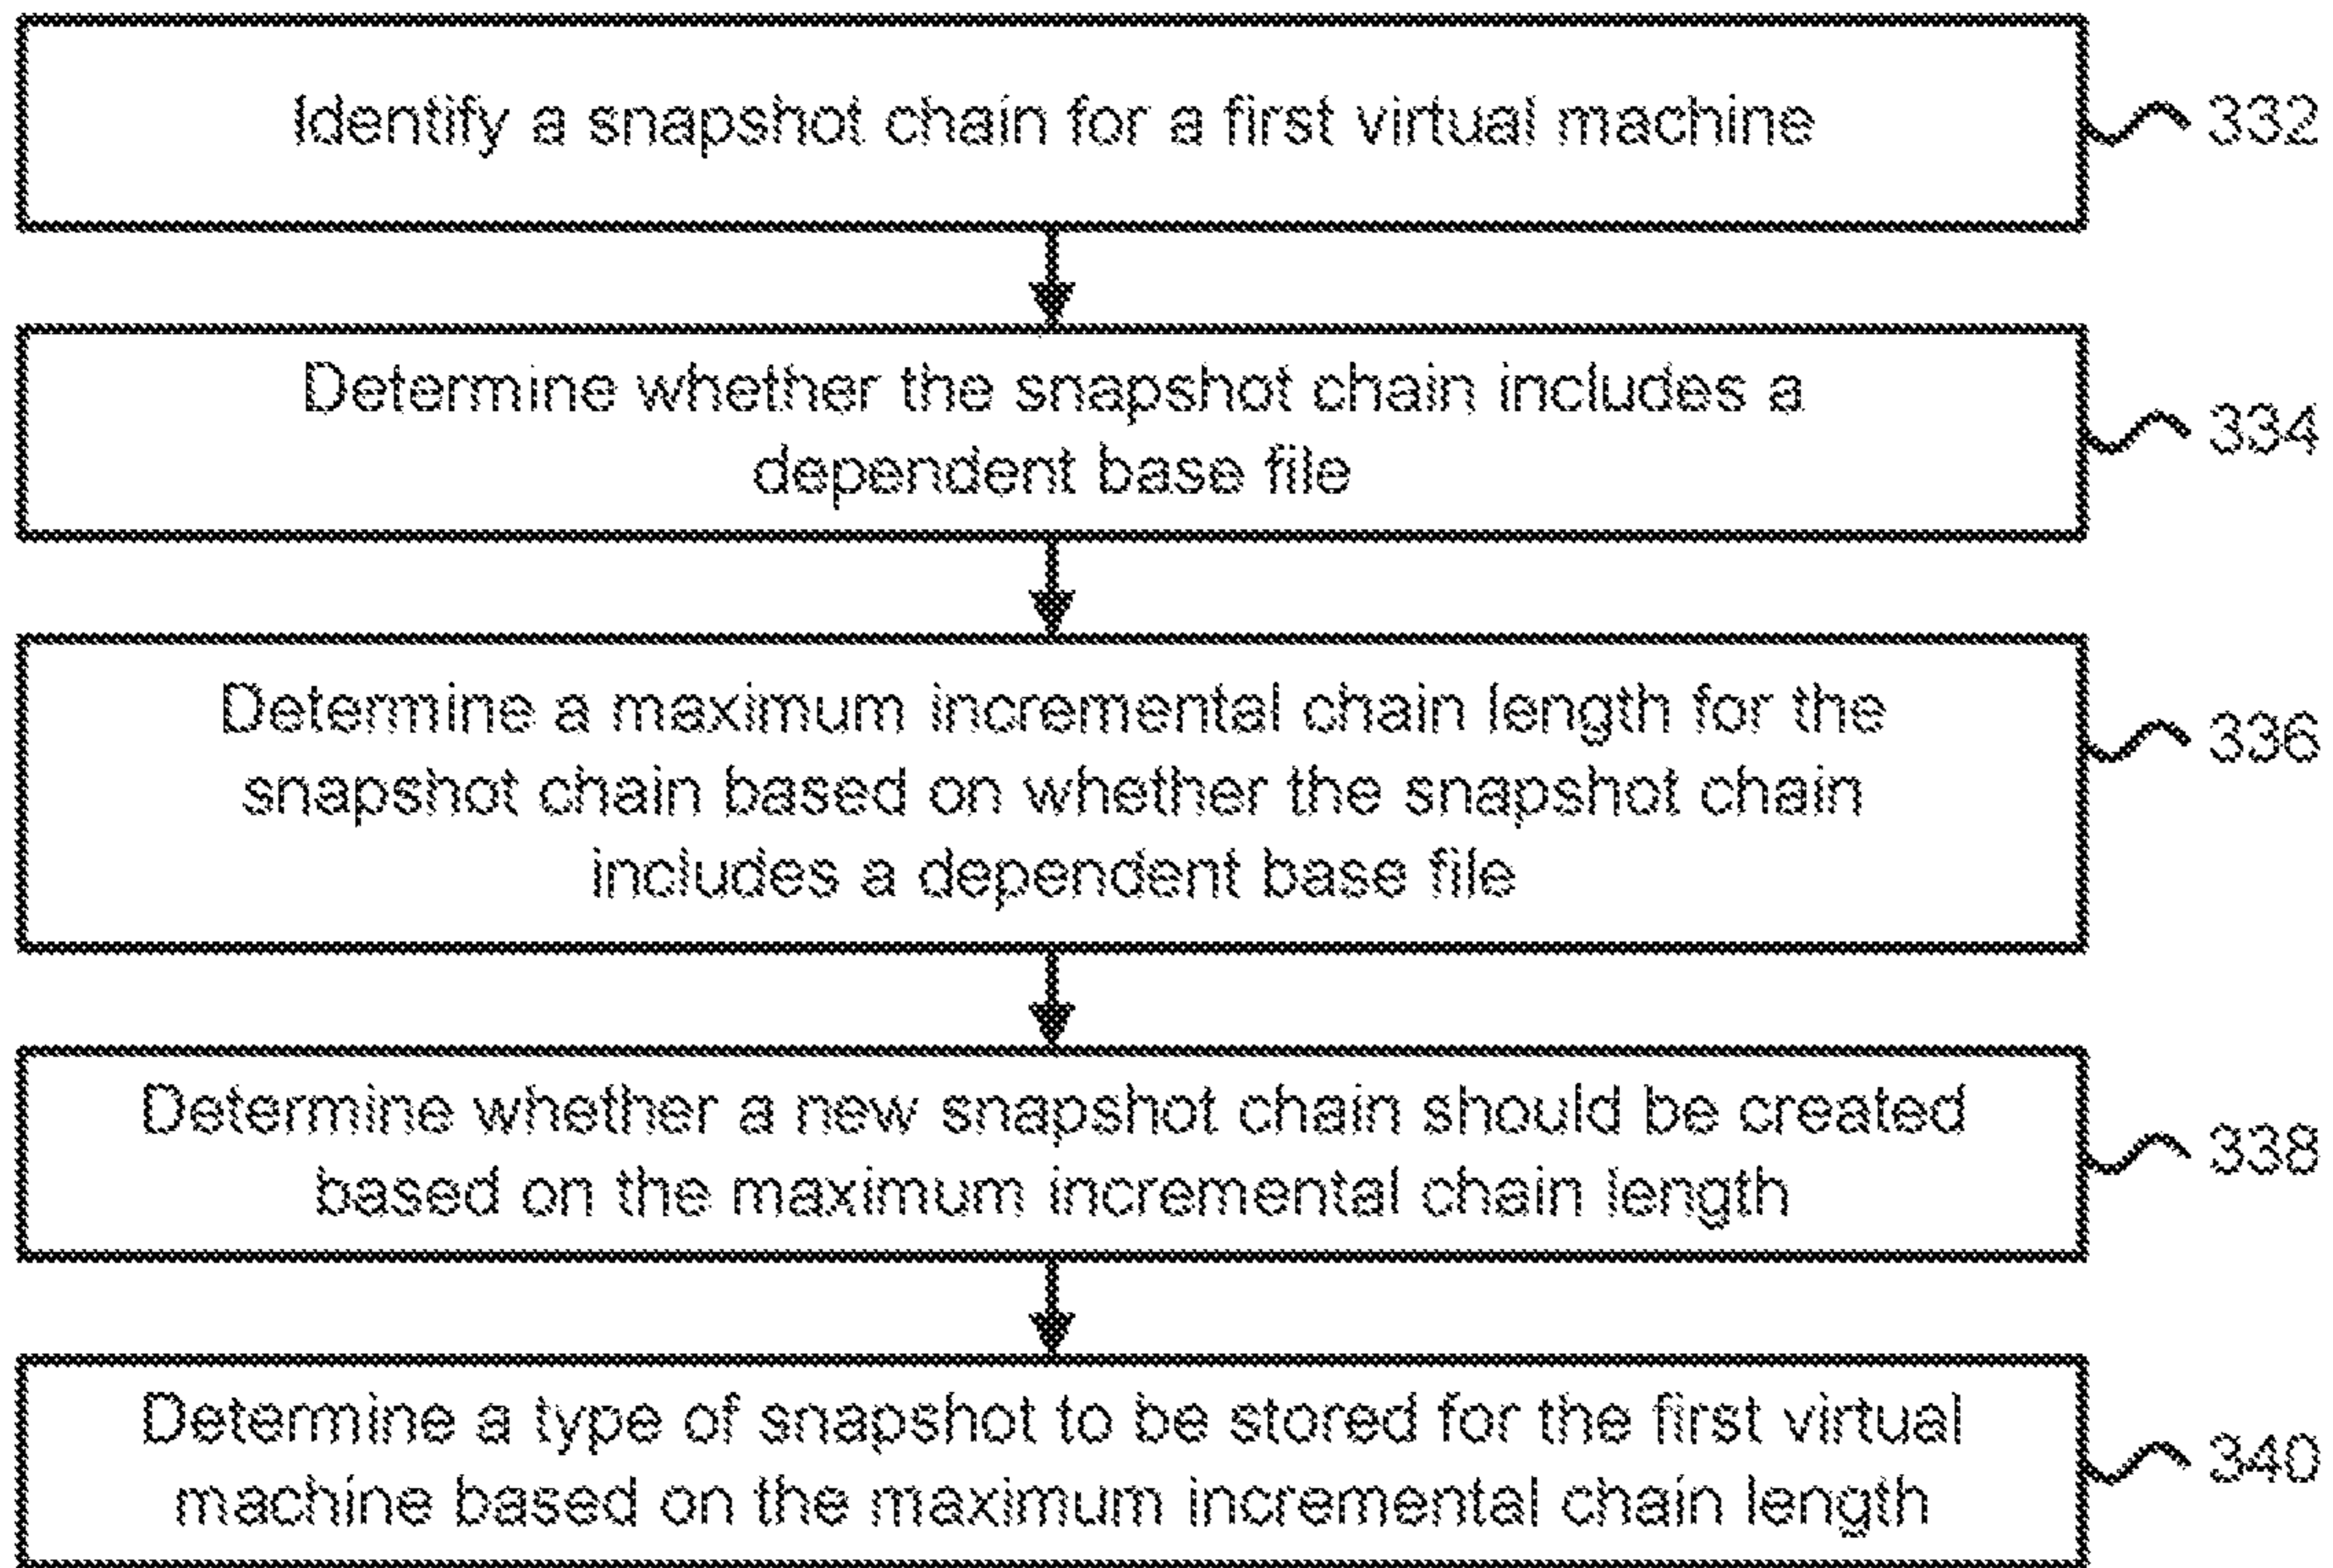 Identify a snapshot chain for a first virtual machine
332
Determine whether the snapshot chain includes a
dependent base file
334
Determine a maximum incremental chain length for the
snapshot chain based on whether the snapshot chain
includes a dependent base file
336
Determine whether a new snapshot chain should be created
based on the maximum incremental chain length
338
Determine a type of snapshot to be stored for the first virtual
machine based on the maximum incremental chain length
340